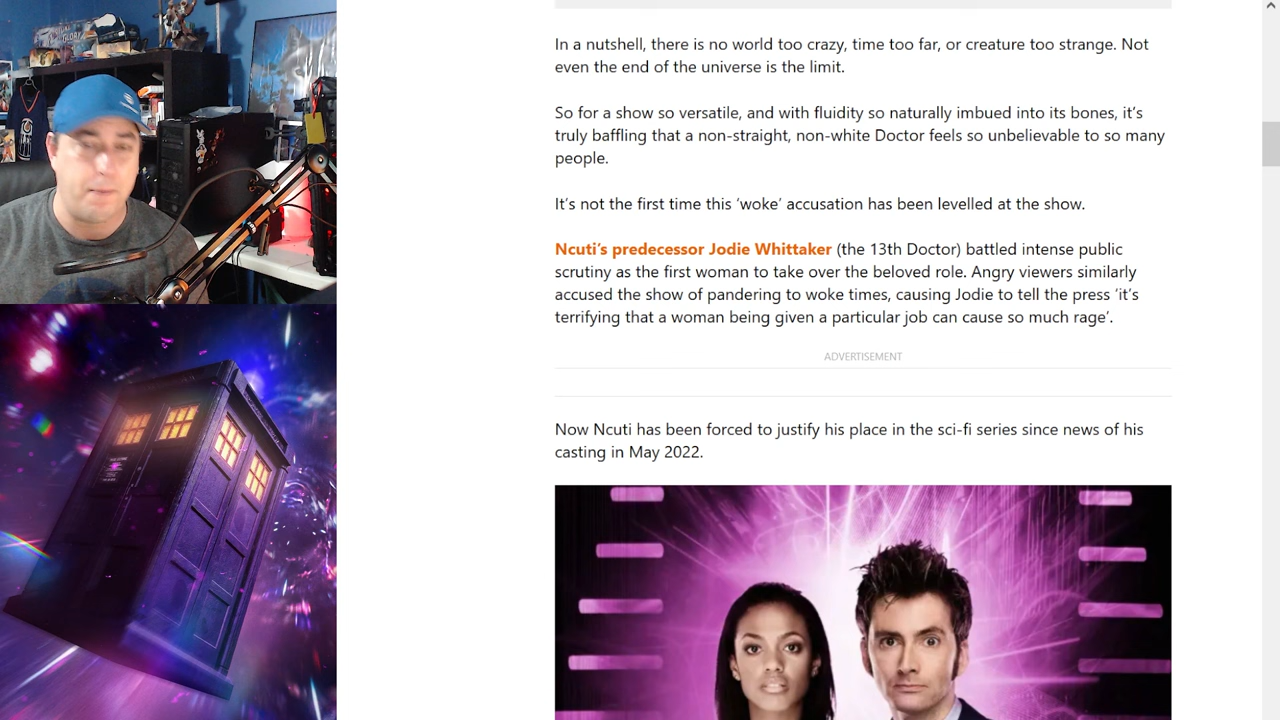 In a nutshell, there is no world too crazy, time too far, or creature too strange. Not
even the end of the universe is the limit.
So for a show so versatile, and with fluidity so naturally imbued into its bones, it’s
truly baffling that a non-straight, non-white Doctor feels so unbelievable to so many
people.
It’s not the first time this ‘woke’ accusation has been levelled at the show.
Ncuti’s predecessor Jodie Whittaker (the 13th Doctor) battled intense public
scrutiny as the first woman to take over the beloved role. Angry viewers similarly
accused the show of pandering to woke times, causing Jodie to tell the press ‘it’s
terrifying that a woman being given a particular job can cause so much rage’.
ADVERTISEMENT
Now Ncuti has been forced to justify his place in the sci-fi series since news of his
casting in May 2022.